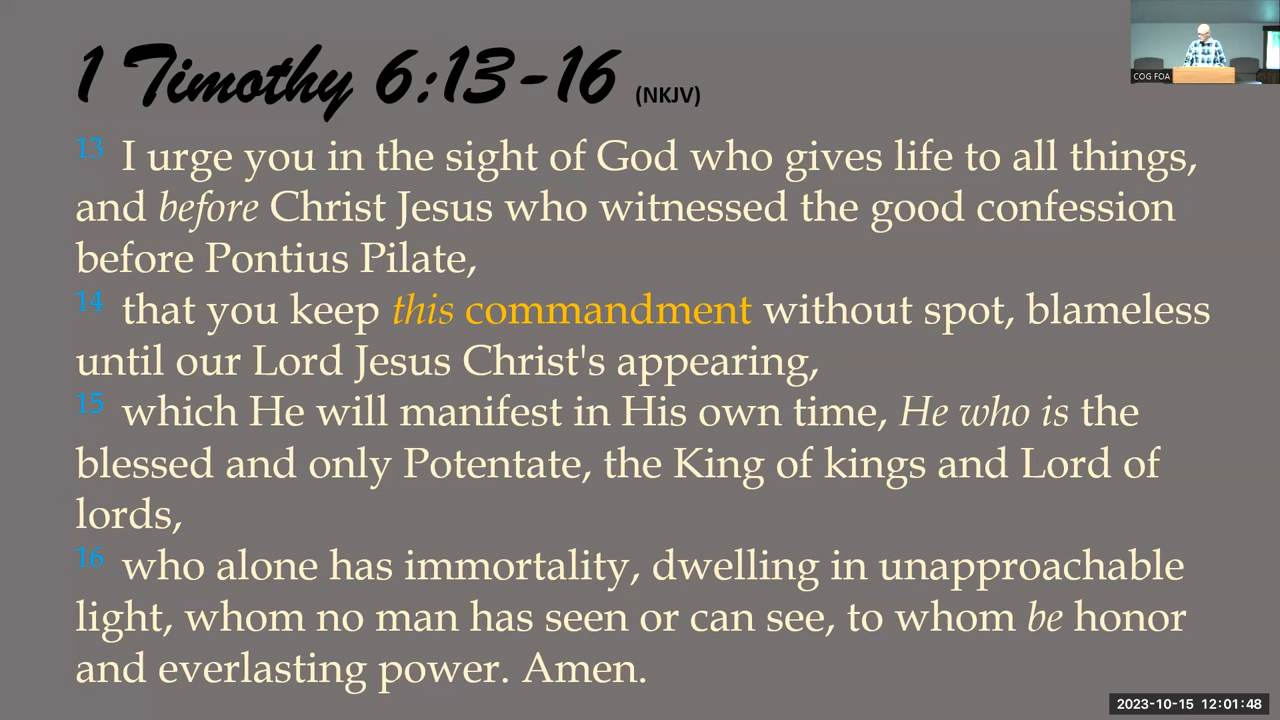 1 Timothy 6:13-16 (NKJV)
COG FOA
13 I urge you in the sight of God who gives life to all things,
and before Christ Jesus who witnessed the good confession
before Pontius Pilate,
14 that you keep this commandment without spot, blameless
until our Lord Jesus Christ's appearing,
15 which He will manifest in His own time, He who is the
blessed and only Potentate, the King of kings and Lord of
lords,
16 who alone has immortality, dwelling in unapproachable
light, whom no man has seen or can see, to whom be honor
and everlasting power. Amen.
2023-10-15 12:01:48